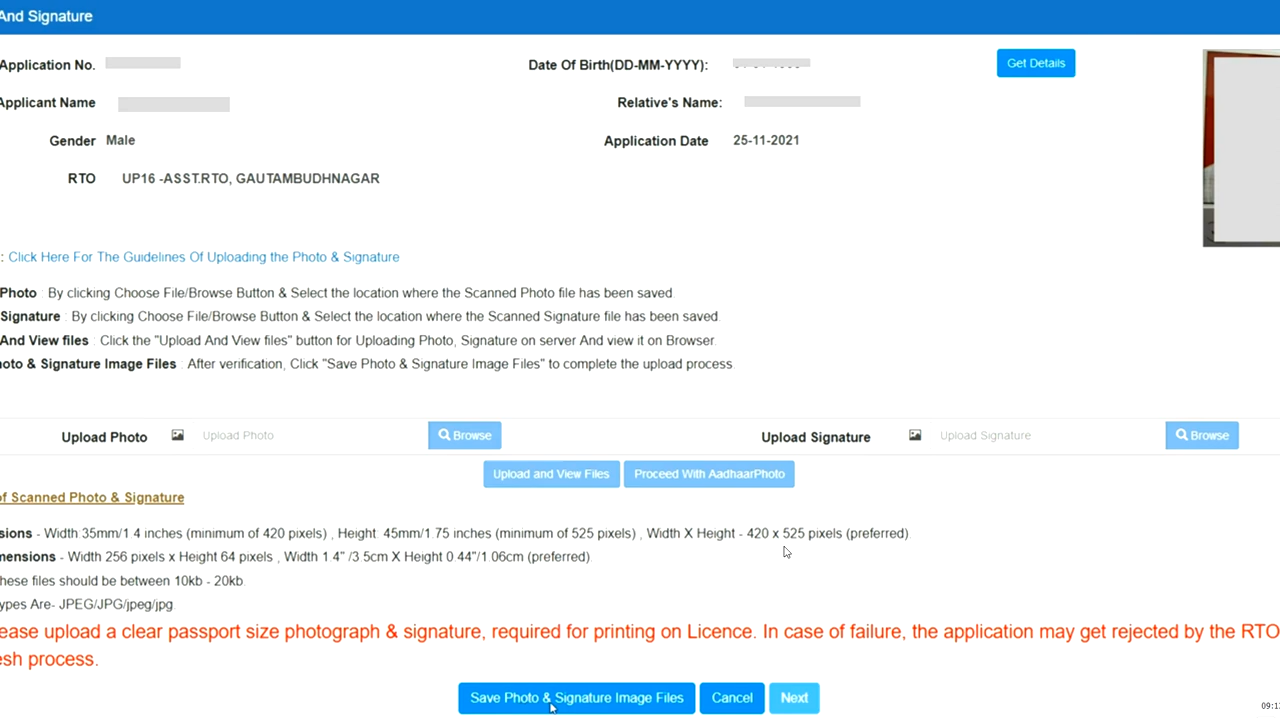 And Signature
Application No. Date Of Birth(DD-MM-YYYY): Get Details
Applicant Name Relative's Name:
Gender Male Application Date 25-11-2021
RTO UP16 -ASST.RTO, GAUTAMBUDHNAGAR
: Click Here For The Guidelines Of Uploading the Photo & Signature
Photo : By clicking Choose File/Browse Button & Select the location where the Scanned Photo file has been saved.
Signature : By clicking Choose File/Browse Button & Select the location where the Scanned Signature file has been saved.
And View files : Click the "Upload And View files" button for Uploading Photo, Signature on server And view it on Browser.
oto & Signature Image Files : After verification, Click "Save Photo & Signature Image Files" to complete the upload process.
Upload Photo Upload Photo Browse Upload Signature Upload Signature Browse
Upload and View Files Proceed With AadhaarPhoto
of Scanned Photo & Signature
sions - Width 35mm/1.4 inches (minimum of 420 pixels) , Height: 45mm/1.75 inches (minimum of 525 pixels) , Width X Height - 420 x 525 pixels (preferred).
ensions - Width 256 pixels x Height 64 pixels , Width 1.4" /3.5cm X Height 0.44"/1.06cm (preferred).
hese files should be between 10kb - 20kb.
ypes Are- JPEG/JPG/jpeg/jpg.
ease upload a clear passport size photograph & signature, required for printing on Licence. In case of failure, the application may get rejected by the RTO
esh process.
Save Photo & Signature Image Files Cancel Next